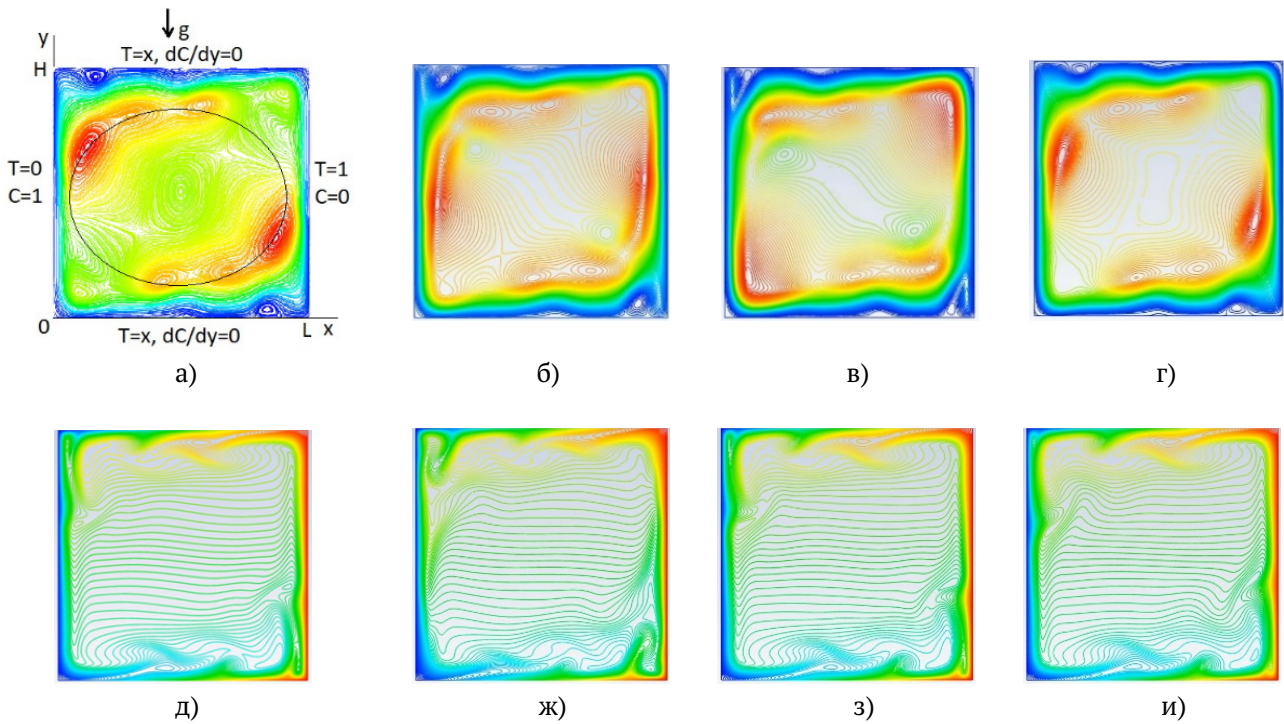 g
y
T=x, dC/dy=0
H
T=0
C=1
T=1
C=0
0
L x
T=x, dC/dy=0
а) б) в) г)
д) ж) з) и)